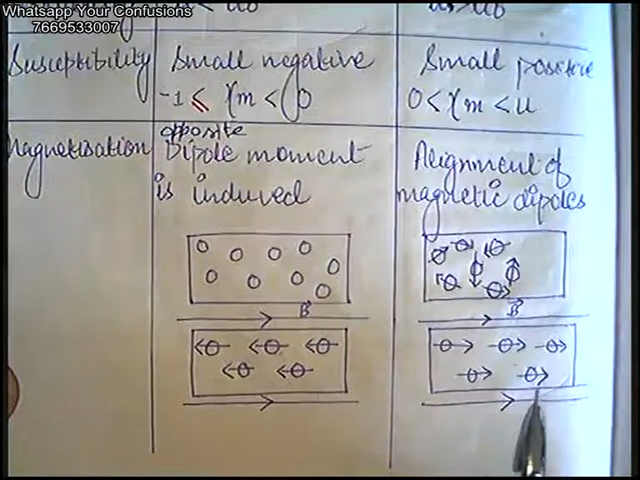 Whatsapp Your Confusions
7669533007
Susceptibility
Small negative
Small positive
-1 < χm < 0
0 < χm < u
opposite
Magnetisation
Dipole moment
Alignment of
is induved
magnetic dipoles
B
B